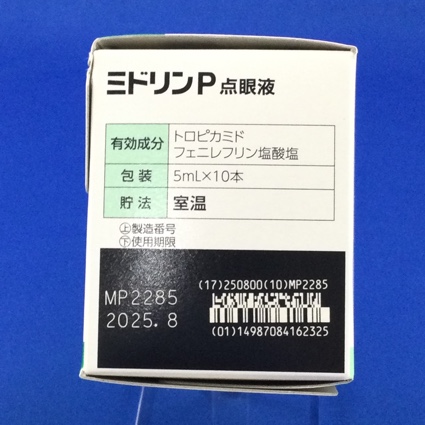 ミドリンP 点眼液
有効成分 トロピカミド
フェニレフリン塩酸塩
包装 5mL×10本
貯法 室温
㊤製造番号
㊦使用期限
(17)250800(10)MP2285
MP2285
2025.8
(01)14987084162325